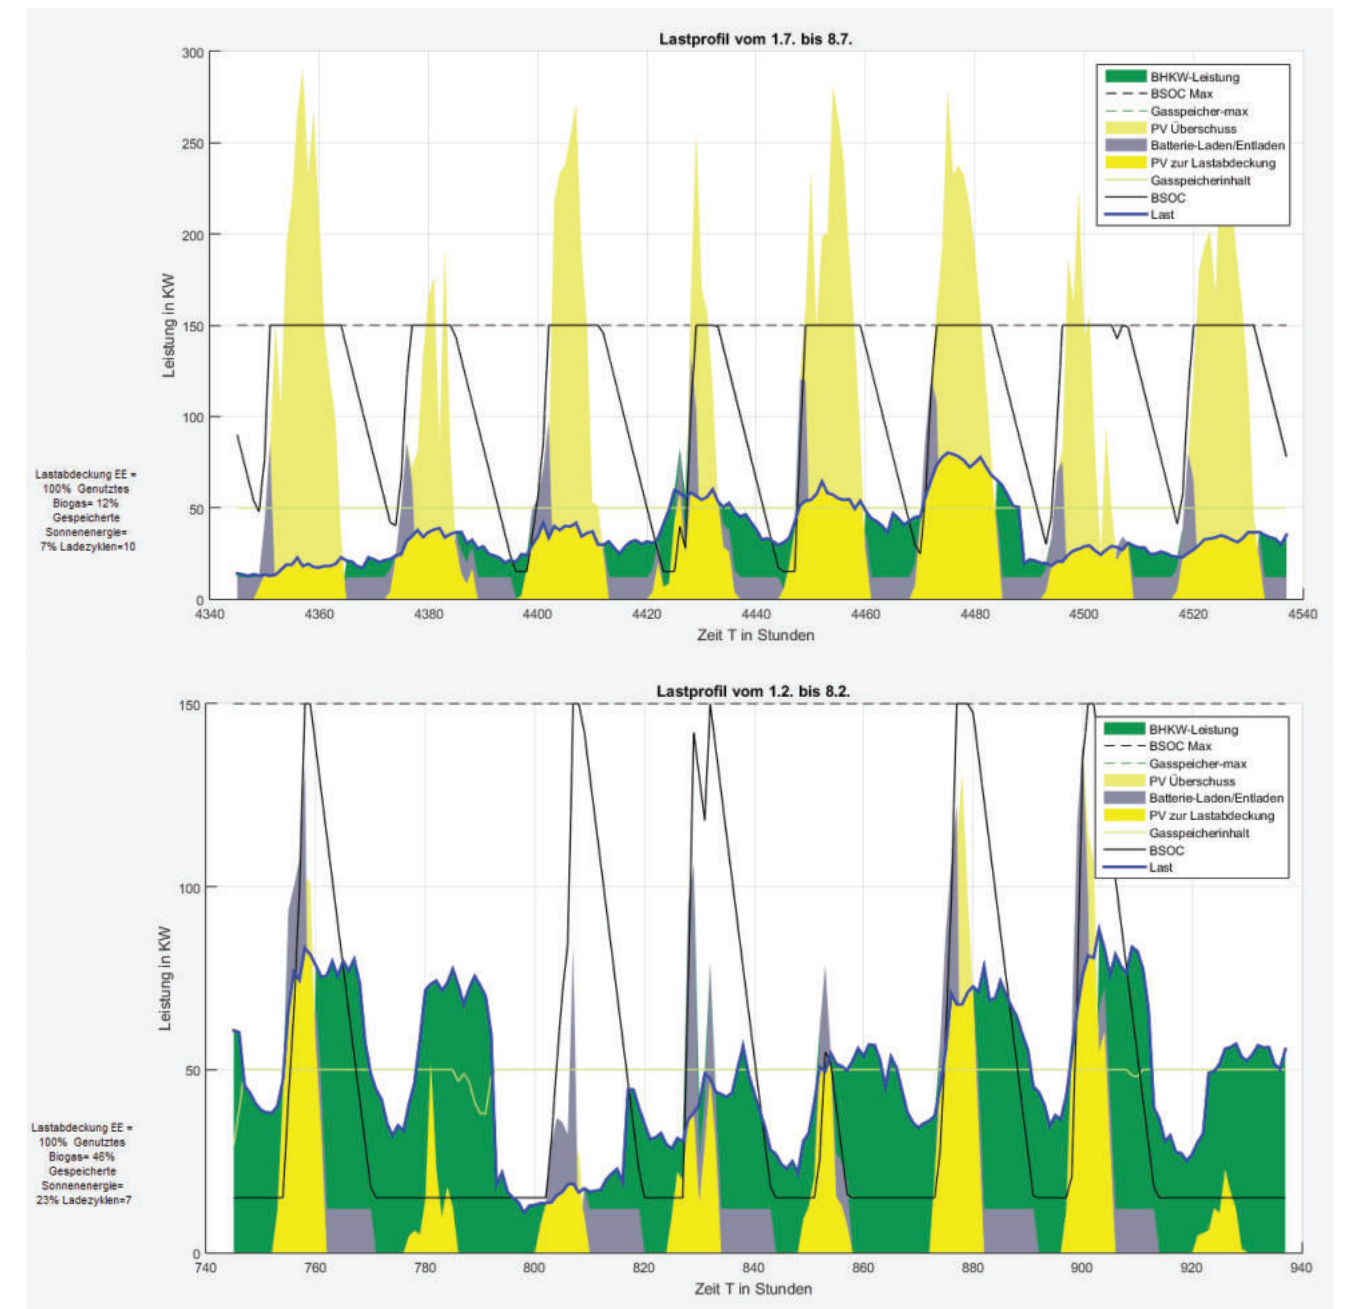 Lastprofil vom 1.7. bis 8.7.
300
250
200
150
100
50
0
Leistung in KW
BHKW-Leistung
BSOC Max
Gasspeicher-max
PV Überschuss
Batterie-Laden/Entladen
PV zur Lastabdeckung
Gasspeicherinhalt
BSOC
Last
Lastabdeckung EE =
100% Genutztes
Biogas= 12%
Gespeicherte
Sonnenenergie=
7% Ladezyklen=10
4340 4360 4380 4400 4420 4440 4460 4480 4500 4520 4540
Zeit T in Stunden
Lastprofil vom 1.2. bis 8.2.
150
100
50
0
Leistung in KW
BHKW-Leistung
BSOC Max
Gasspeicher-max
PV Überschuss
Batterie-Laden/Entladen
PV zur Lastabdeckung
Gasspeicherinhalt
BSOC
Last
Lastabdeckung EE =
100% Genutztes
Biogas= 46%
Gespeicherte
Sonnenenergie=
23% Ladezyklen=7
740 760 780 800 820 840 860 880 900 920 940
Zeit T in Stunden